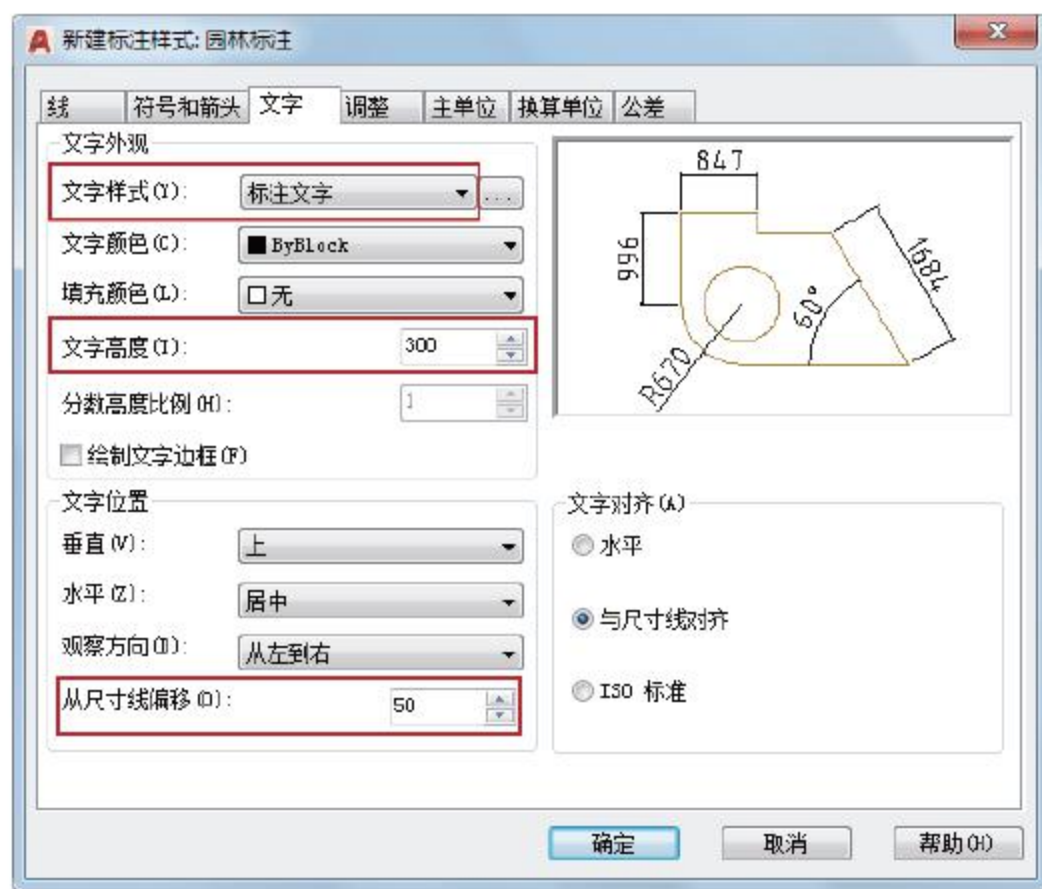 新建标注样式: 园林标注
线 符号和箭头 文字 调整 主单位 换算单位 公差
文字外观
文字样式(Y): 标注文字 ...
文字颜色(C): ByBlock
填充颜色(L): 无
文字高度(T): 300
分数高度比例(H): 1
绘制文字边框(F)
847
996
1684
60°
R670
文字位置
垂直(V): 上
水平(Z): 居中
观察方向(D): 从左到右
从尺寸线偏移(O): 50
文字对齐(A)
水平
与尺寸线对齐
ISO 标准
确定 取消 帮助(H)